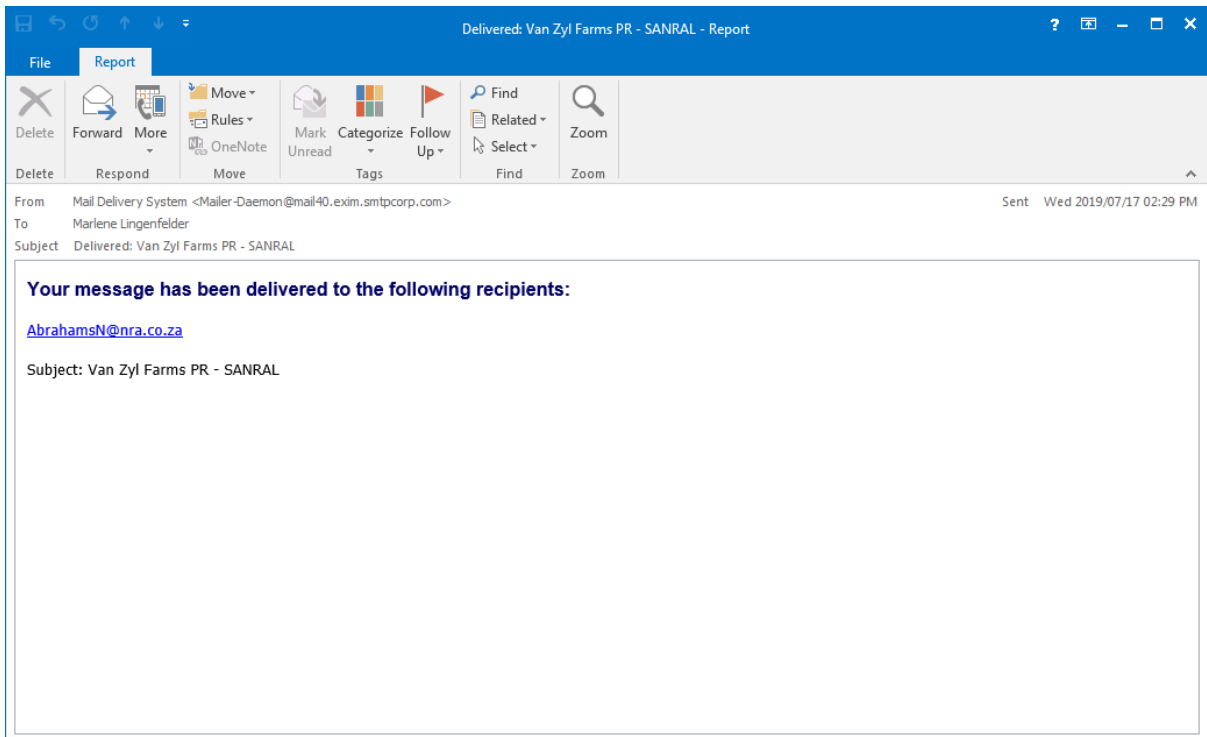 Delivered: Van Zyl Farms PR - SANRAL - Report
File Report
Delete
Forward
More
Move
Rules
OneNote
Mark Unread
Categorize
Follow Up
Find
Related
Select
Zoom
Delete Respond Move Tags Find Zoom
From Mail Delivery System <Mailer-Daemon@mail40.exim.smtpcorp.com> Sent Wed 2019/07/17 02:29 PM
To Marlene Lingenfelder
Subject Delivered: Van Zyl Farms PR - SANRAL
Your message has been delivered to the following recipients:
AbrahamsN@nra.co.za
Subject: Van Zyl Farms PR - SANRAL